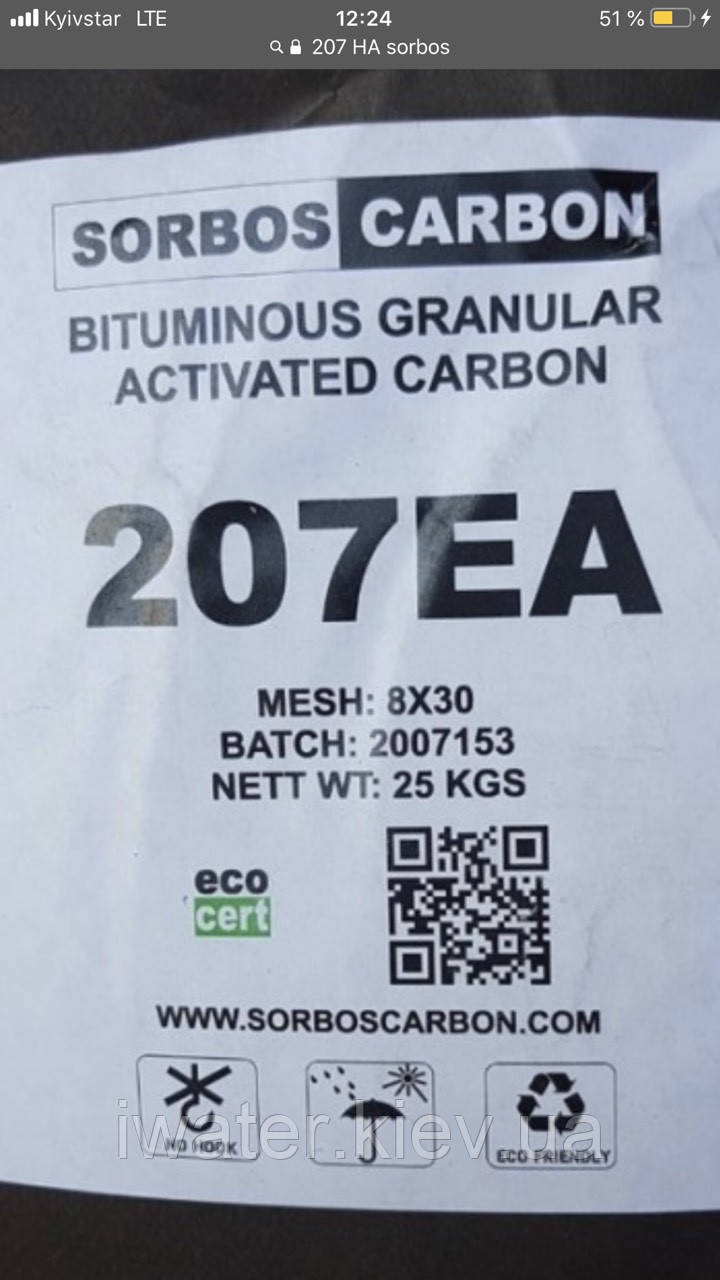 Kyivstar LTE 12:24 51 %
207 HA sorbos
SORBOS CARBON
BITUMINOUS GRANULAR
ACTIVATED CARBON
207EA
MESH: 8X30
BATCH: 2007153
NETT WT: 25 KGS
eco
cert
WWW.SORBOSCARBON.COM
NO HOOK
ECO FRIENDLY
iwater.kiev.ua